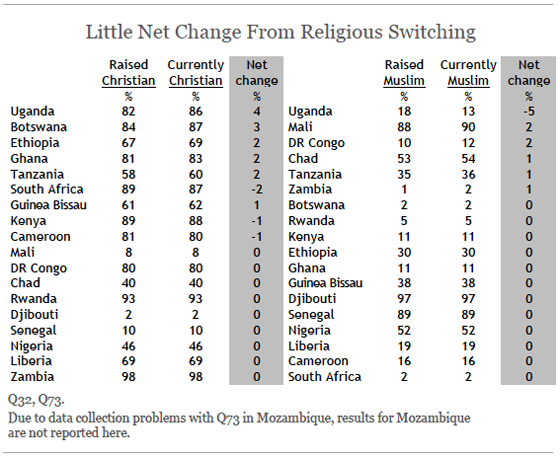 Little Net Change From Religious Switching
Raised Currently Net Raised Currently Net
Christian Christian change Muslim Muslim change
% % % % % %
Uganda 82 86 4 Uganda 18 13 -5
Botswana 84 87 3 Mali 88 90 2
Ethiopia 67 69 2 DR Congo 10 12 2
Ghana 81 83 2 Chad 53 54 1
Tanzania 58 60 2 Tanzania 35 36 1
South Africa 89 87 -2 Zambia 1 2 1
Guinea Bissau 61 62 1 Botswana 2 2 0
Kenya 89 88 -1 Rwanda 5 5 0
Cameroon 81 80 -1 Kenya 11 11 0
Mali 8 8 0 Ethiopia 30 30 0
DR Congo 80 80 0 Ghana 11 11 0
Chad 40 40 0 Guinea Bissau 38 38 0
Rwanda 93 93 0 Djibouti 97 97 0
Djibouti 2 2 0 Senegal 89 89 0
Senegal 10 10 0 Nigeria 52 52 0
Nigeria 46 46 0 Liberia 19 19 0
Liberia 69 69 0 Cameroon 16 16 0
Zambia 98 98 0 South Africa 2 2 0
Q32, Q73.
Due to data collection problems with Q73 in Mozambique, results for Mozambique
are not reported here.